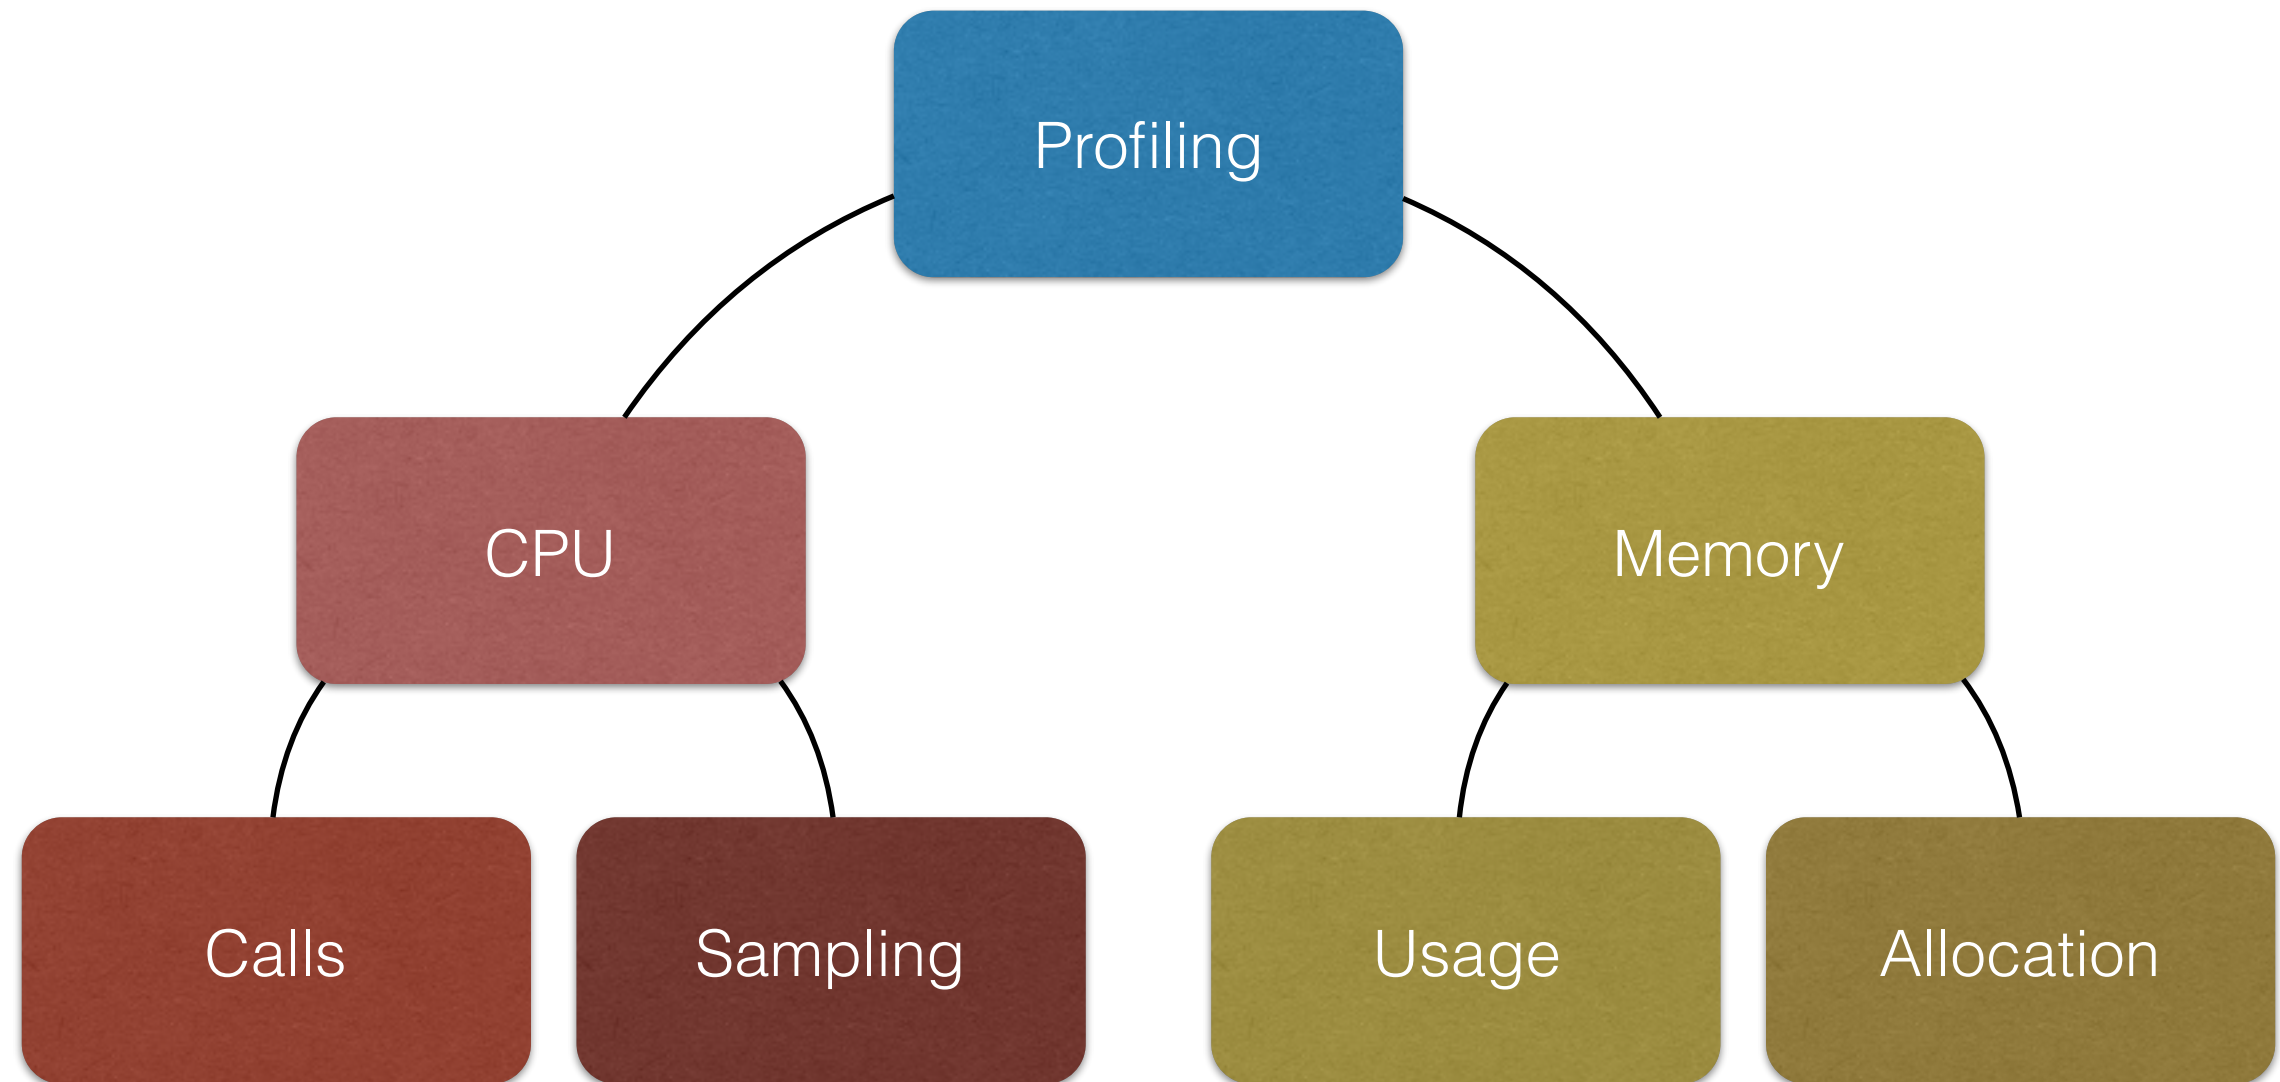 Profiling
CPU
Memory
Calls
Sampling
Usage
Allocation